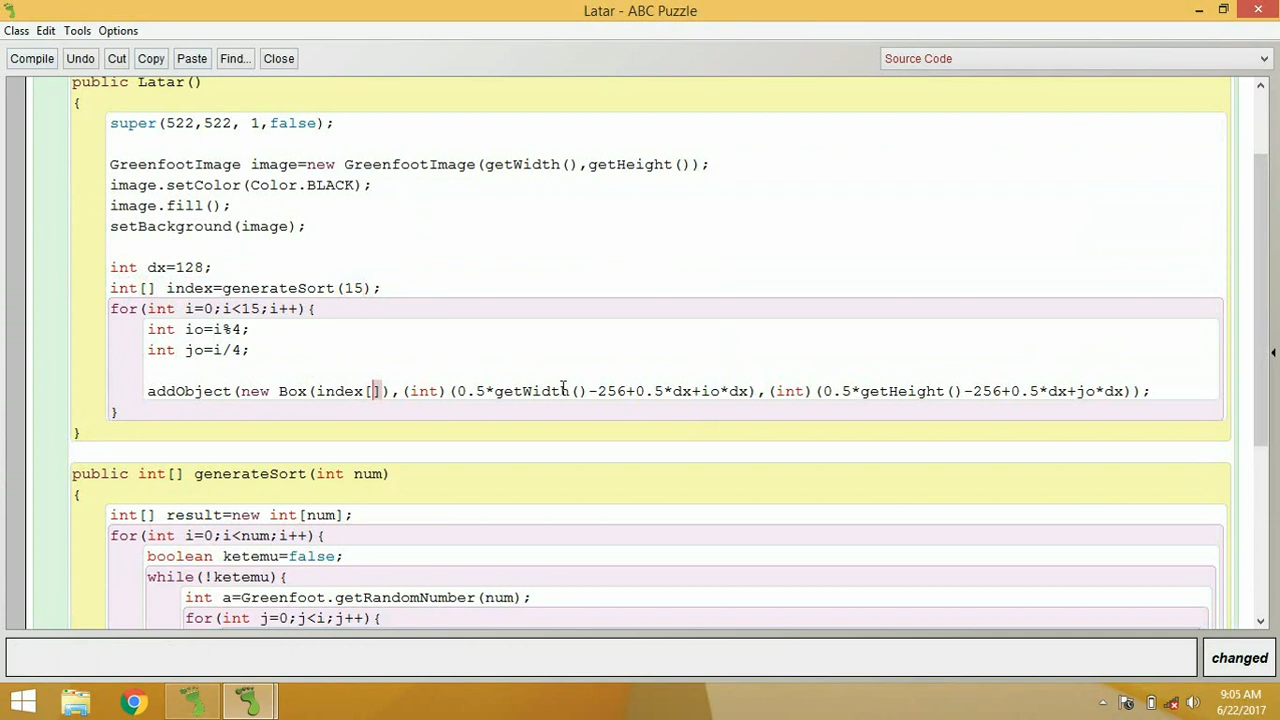 Latar - ABC Puzzle
Class Edit Tools Options
Compile Undo Cut Copy Paste Find... Close Source Code
public Latar()
{
super(522,522, 1,false);
GreenfootImage image=new GreenfootImage(getWidth(),getHeight());
image.setColor(Color.BLACK);
image.fill();
setBackground(image);
int dx=128;
int[] index=generateSort(15);
for(int i=0;i<15;i++){
int io=i%4;
int jo=i/4;
addObject(new Box(index[]),(int)(0.5*getWidth()-256+0.5*dx+io*dx),(int)(0.5*getHeight()-256+0.5*dx+jo*dx));
}
}
public int[] generateSort(int num)
{
int[] result=new int[num];
for(int i=0;i<num;i++){
boolean ketemu=false;
while(!ketemu){
int a=Greenfoot.getRandomNumber(num);
for(int j=0;j<i;j++){
changed
9:05 AM
6/22/2017